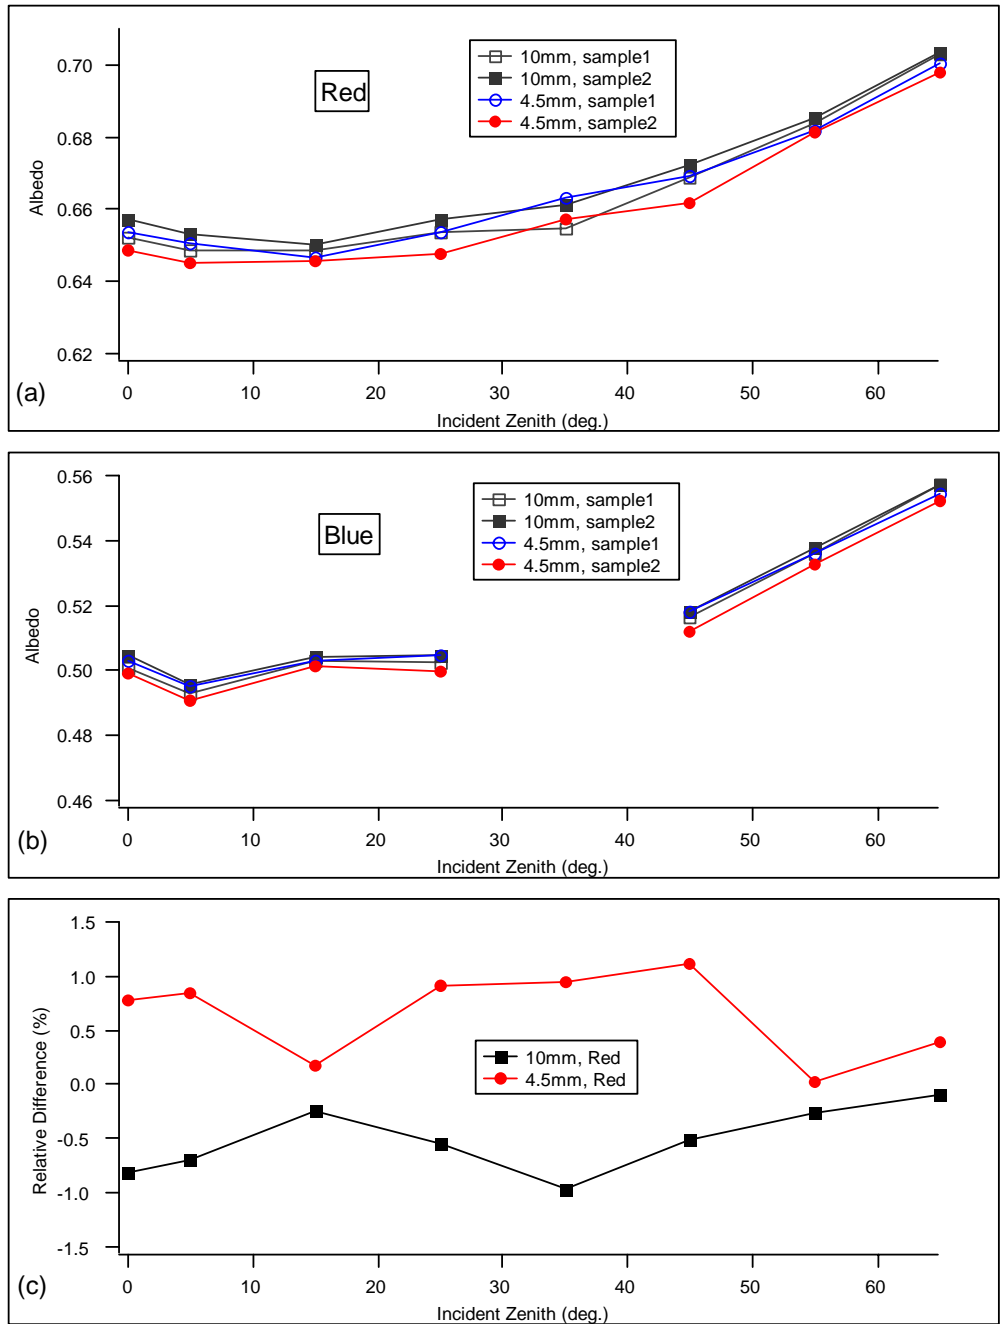 Red
10mm, sample1
10mm, sample2
4.5mm, sample1
4.5mm, sample2
0.70
0.68
0.66
0.64
0.62
Albedo
0 10 20 30 40 50 60
Incident Zenith (deg.)
(a)
Blue
10mm, sample1
10mm, sample2
4.5mm, sample1
4.5mm, sample2
0.56
0.54
0.52
0.50
0.48
0.46
Albedo
0 10 20 30 40 50 60
Incident Zenith (deg.)
(b)
10mm, Red
4.5mm, Red
1.5
1.0
0.5
0.0
-0.5
-1.0
-1.5
Relative Difference (%)
0 10 20 30 40 50 60
Incident Zenith (deg.)
(c)